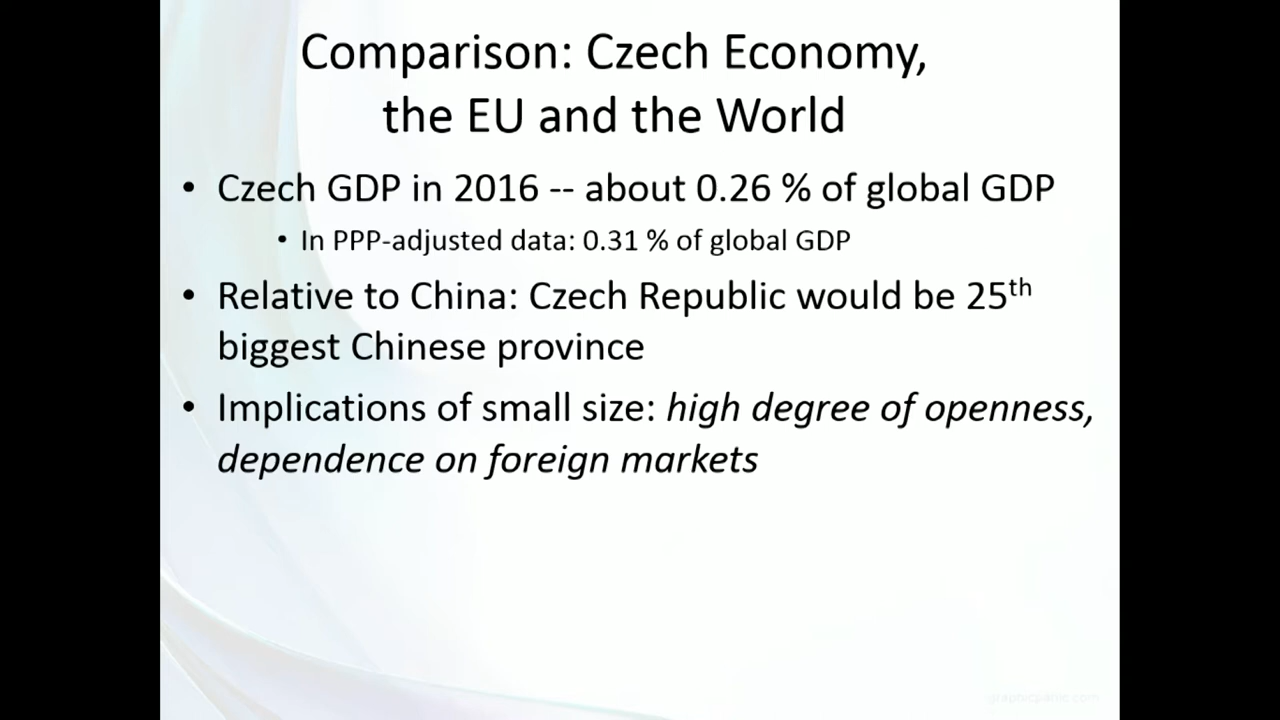 Comparison: Czech Economy,
the EU and the World
• Czech GDP in 2016 -- about 0.26 % of global GDP
• In PPP-adjusted data: 0.31 % of global GDP
• Relative to China: Czech Republic would be 25th
biggest Chinese province
• Implications of small size: high degree of openness,
dependence on foreign markets